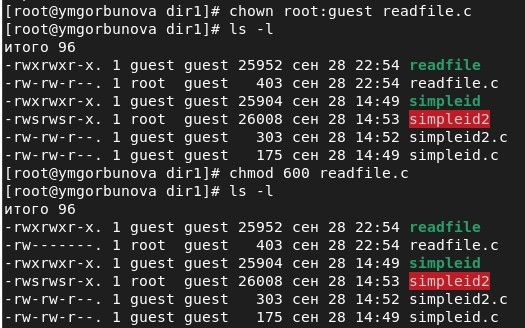 [root@ymgorbunova dir1]# chown root:guest readfile.c
[root@ymgorbunova dir1]# ls -l
итого 96
-rwxrwxr-x. 1 guest guest 25952 сен 28 22:54 readfile
-rw-rw-r--. 1 root  guest   403 сен 28 22:54 readfile.c
-rwxrwxr-x. 1 guest guest 25904 сен 28 14:49 simpleid
-rwsrwsr-x. 1 root  guest 26008 сен 28 14:53 simpleid2
-rw-rw-r--. 1 guest guest   303 сен 28 14:52 simpleid2.c
-rw-rw-r--. 1 guest guest   175 сен 28 14:49 simpleid.c
[root@ymgorbunova dir1]# chmod 600 readfile.c
[root@ymgorbunova dir1]# ls -l
итого 96
-rwxrwxr-x. 1 guest guest 25952 сен 28 22:54 readfile
-rw-------. 1 root  guest   403 сен 28 22:54 readfile.c
-rwxrwxr-x. 1 guest guest 25904 сен 28 14:49 simpleid
-rwsrwsr-x. 1 root  guest 26008 сен 28 14:53 simpleid2
-rw-rw-r--. 1 guest guest   303 сен 28 14:52 simpleid2.c
-rw-rw-r--. 1 guest guest   175 сен 28 14:49 simpleid.c